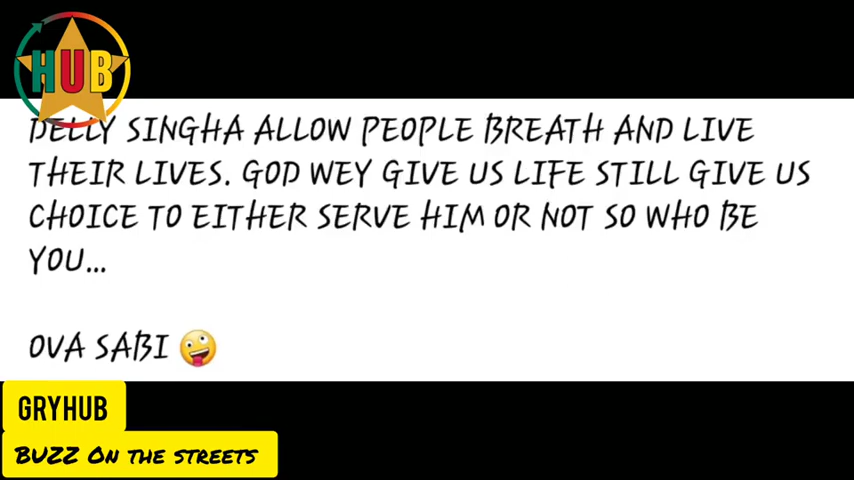 HUB
DELLY SINGHA ALLOW PEOPLE BREATH AND LIVE
THEIR LIVES. GOD WEY GIVE US LIFE STILL GIVE US
CHOICE TO EITHER SERVE HIM OR NOT SO WHO BE
YOU...
OVA SABI 🤪
GRYHUB
BUZZ ON THE STREETS